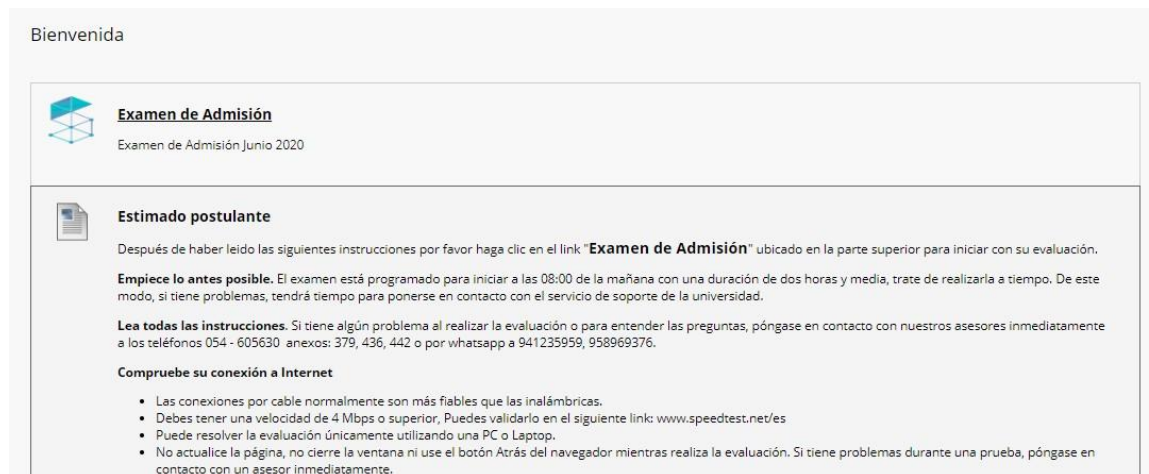 Bienvenida
Examen de Admisión
Examen de Admisión Junio 2020
Estimado postulante
Después de haber leido las siguientes instrucciones por favor haga clic en el link "Examen de Admisión" ubicado en la parte superior para iniciar con su evaluación.
Empiece lo antes posible. El examen está programado para iniciar a las 08:00 de la mañana con una duración de dos horas y media, trate de realizarla a tiempo. De este
modo, si tiene problemas, tendrá tiempo para ponerse en contacto con el servicio de soporte de la universidad.
Lea todas las instrucciones. Si tiene algún problema al realizar la evaluación o para entender las preguntas, póngase en contacto con nuestros asesores inmediatamente
a los teléfonos 054 - 605630 anexos: 379, 436, 442 o por whatsapp a 941235959, 958969376.
Compruebe su conexión a Internet
• Las conexiones por cable normalmente son más fiables que las inalámbricas.
• Debes tener una velocidad de 4 Mbps o superior, Puedes validarlo en el siguiente link: www.speedtest.net/es
• Puede resolver la evaluación únicamente utilizando una PC o Laptop.
• No actualice la página, no cierre la ventana ni use el botón Atrás del navegador mientras realiza la evaluación. Si tiene problemas durante una prueba, póngase en
contacto con un asesor inmediatamente.